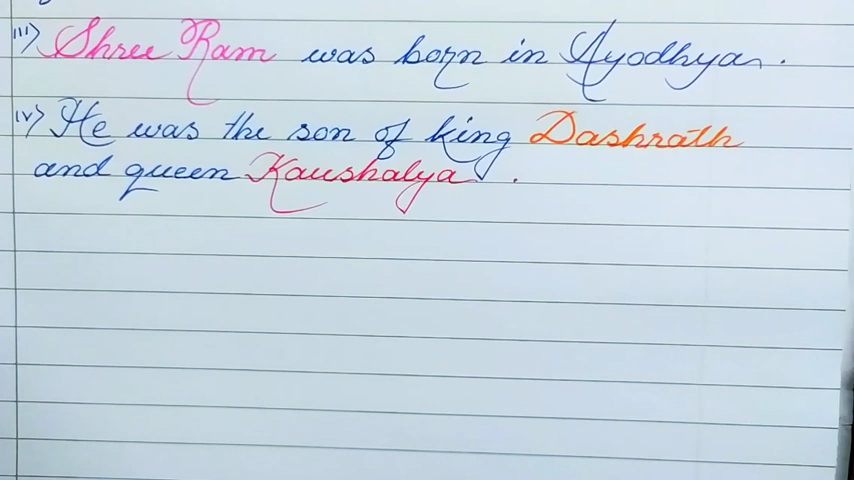 iii) Shree Ram was born in Ayodhya.
iv) He was the son of king Dashrath
and queen Kaushalya.